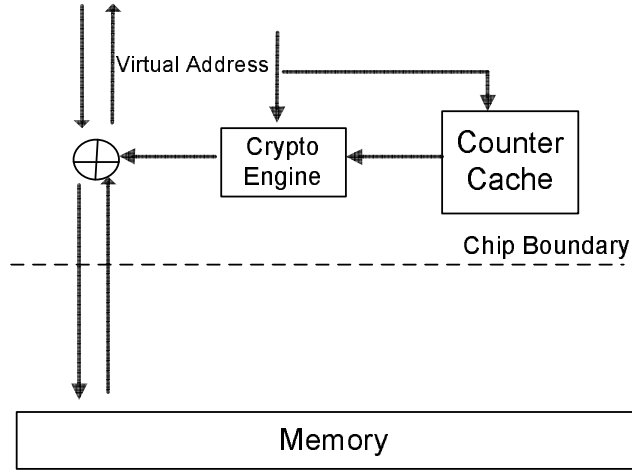 Virtual Address
Crypto
Engine
Counter
Cache
Chip Boundary
Memory